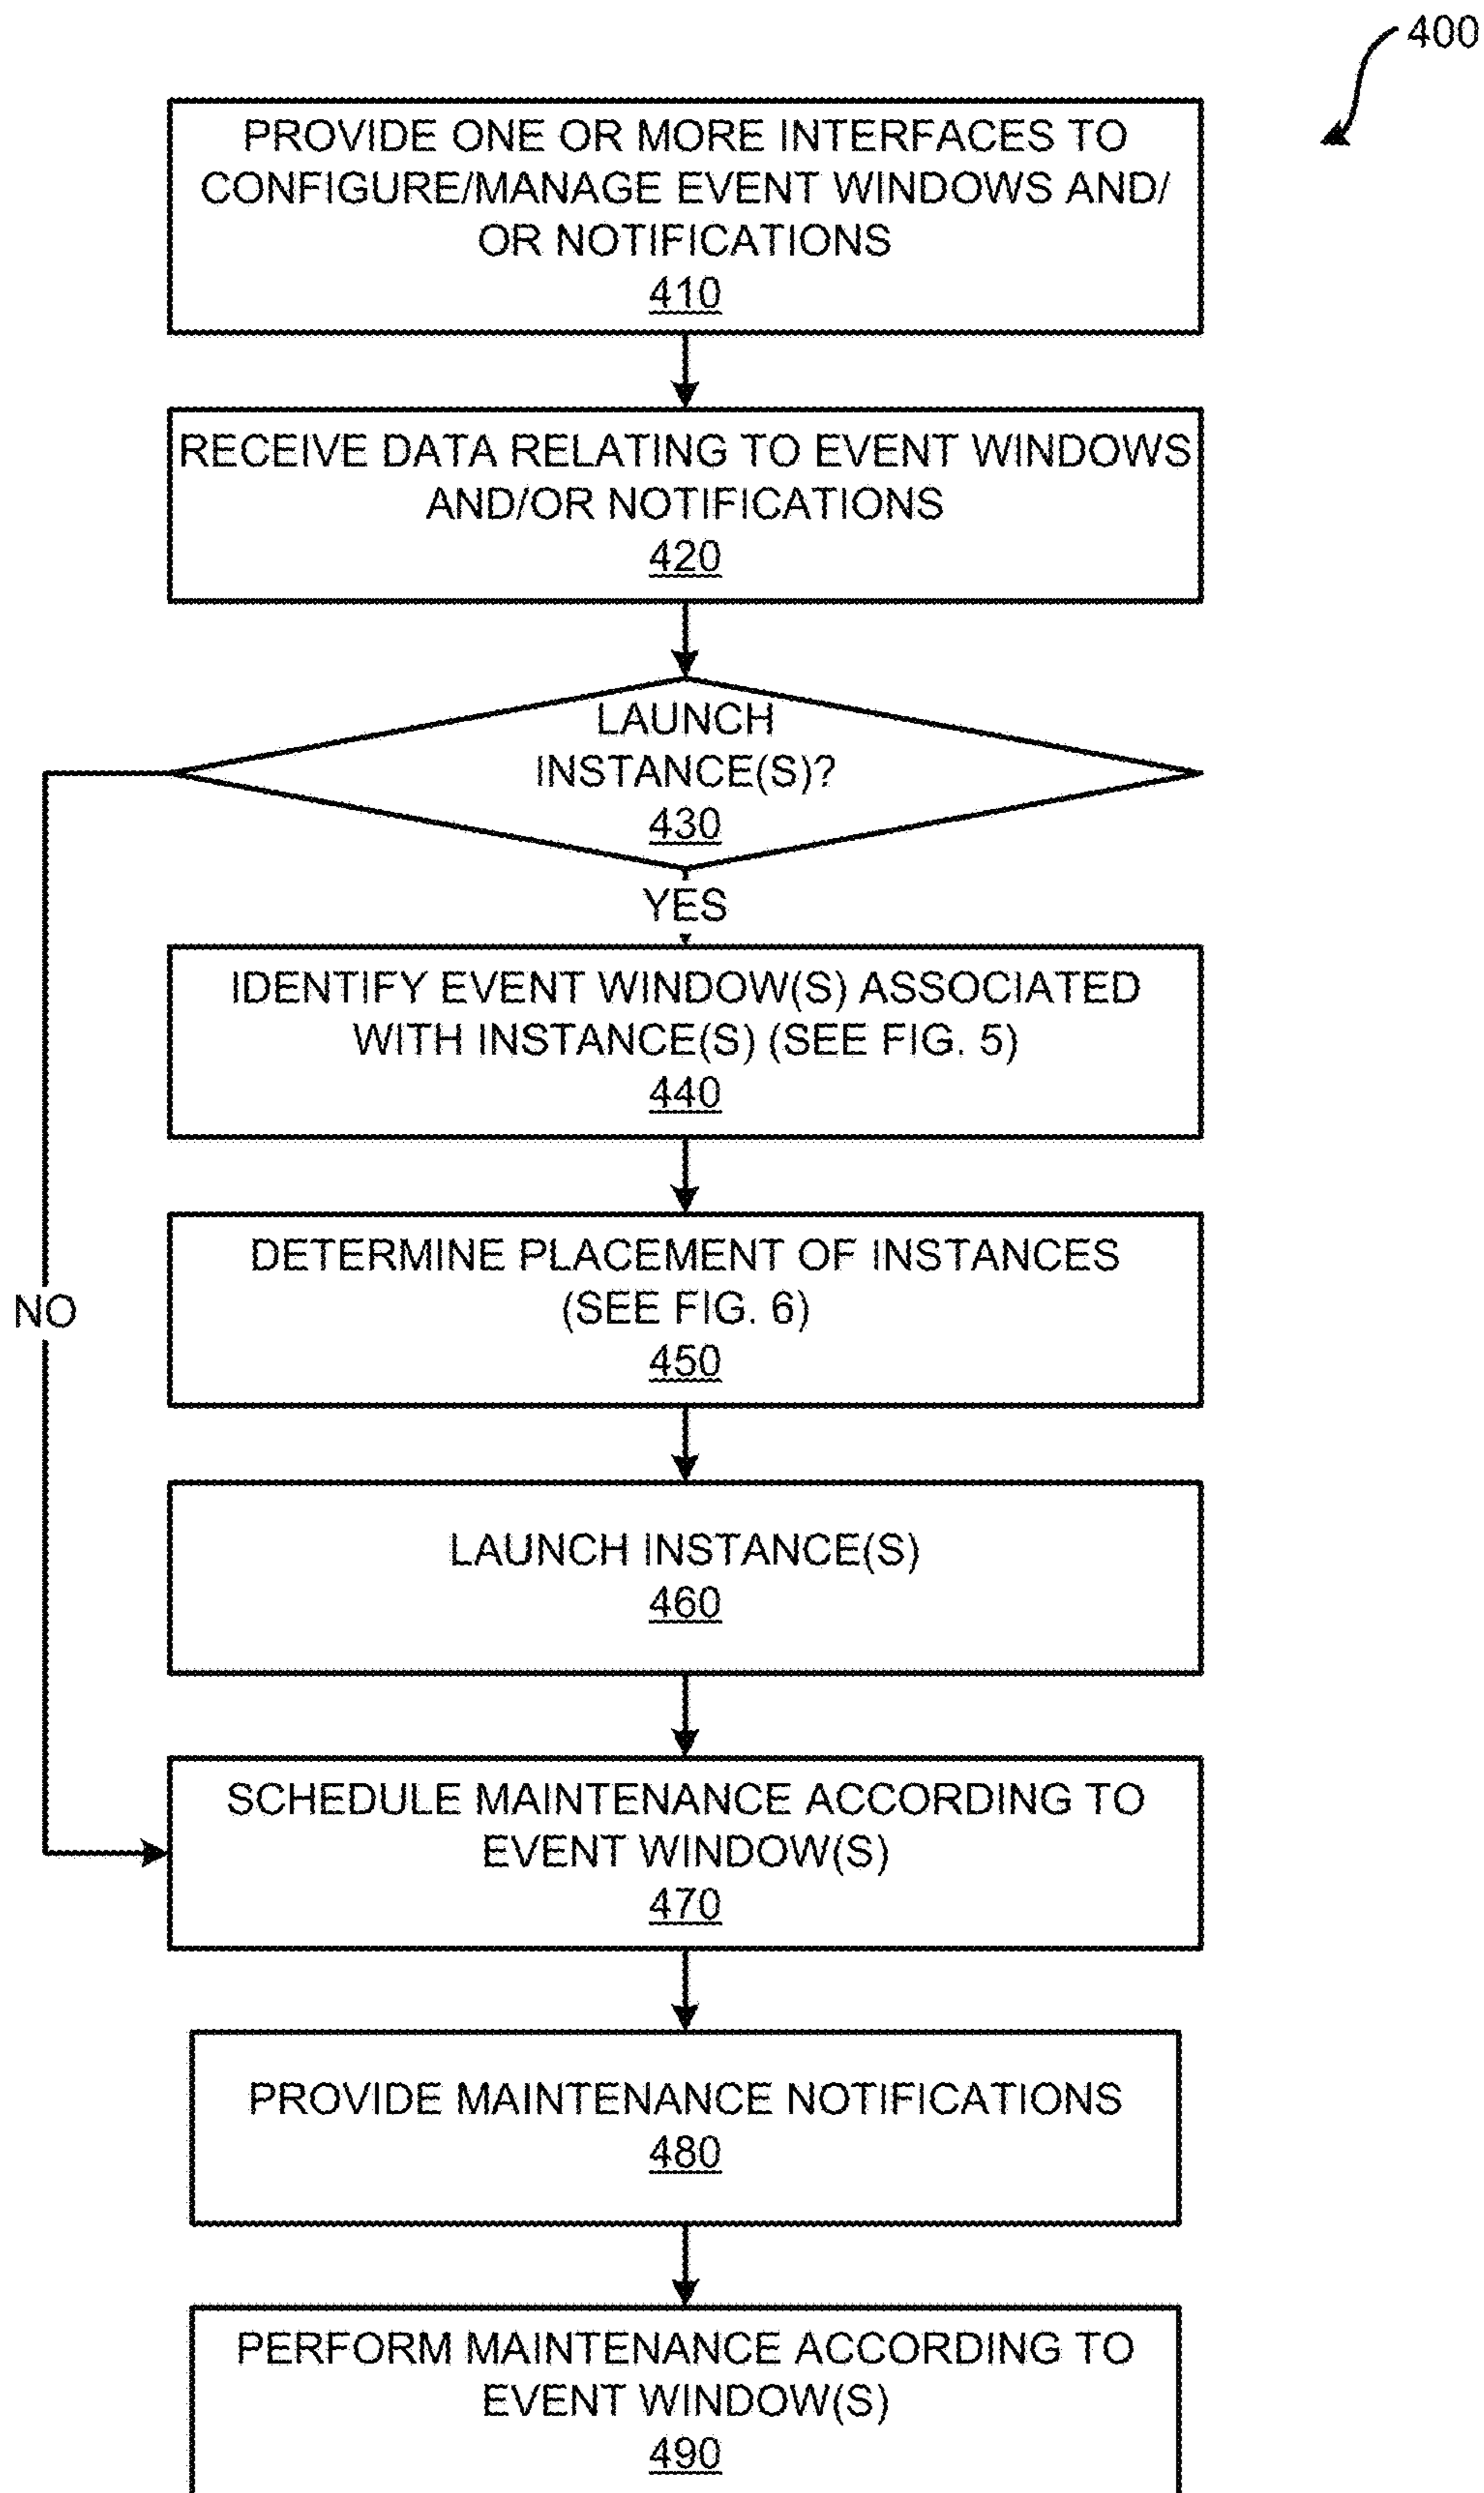 400
PROVIDE ONE OR MORE INTERFACES TO
CONFIGURE/MANAGE EVENT WINDOWS AND/
OR NOTIFICATIONS
410
RECEIVE DATA RELATING TO EVENT WINDOWS
AND/OR NOTIFICATIONS
420
LAUNCH
INSTANCE(S)?
430
YES
IDENTIFY EVENT WINDOW(S) ASSOCIATED
WITH INSTANCE(S) (SEE FIG. 5)
440
DETERMINE PLACEMENT OF INSTANCES
(SEE FIG. 6)
450
NO
LAUNCH INSTANCE(S)
460
SCHEDULE MAINTENANCE ACCORDING TO
EVENT WINDOW(S)
470
PROVIDE MAINTENANCE NOTIFICATIONS
480
PERFORM MAINTENANCE ACCORDING TO
EVENT WINDOW(S)
490